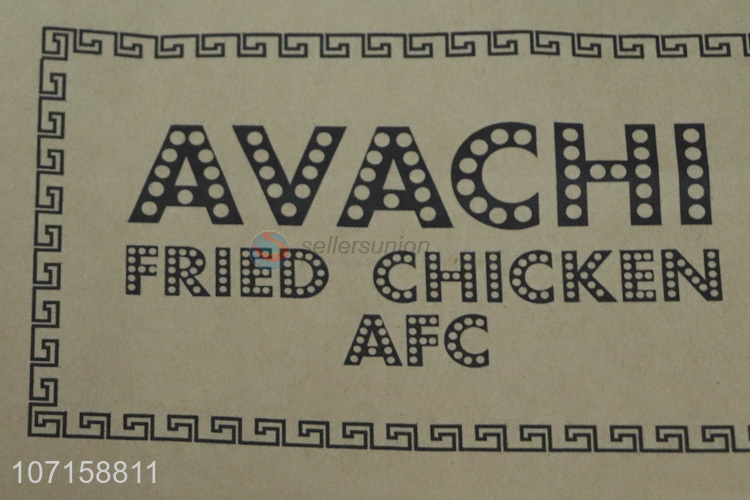 AVACHI
sellersunion
FRIED CHICKEN
AFC
107158811